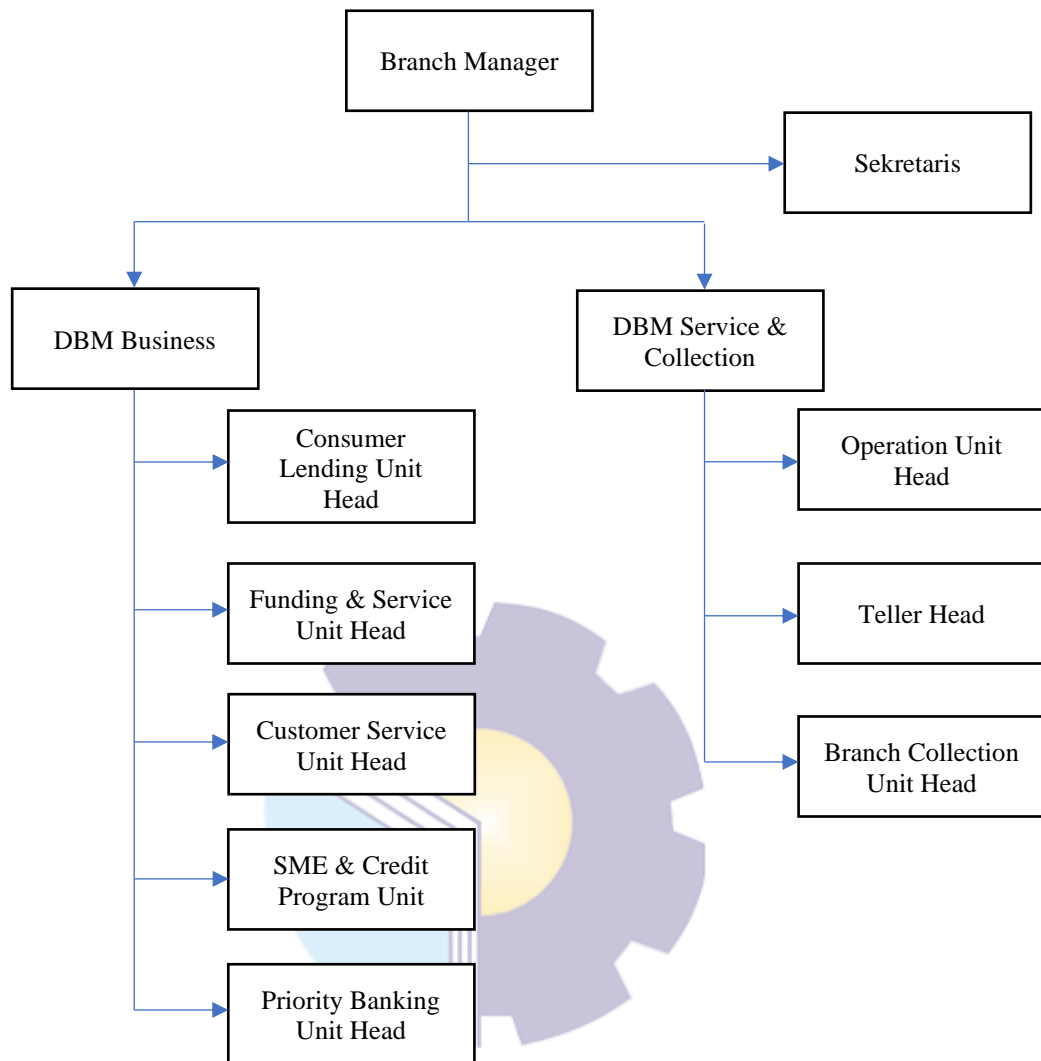 Branch Manager
Sekretaris
DBM Business
DBM Service &
Collection
Consumer
Lending Unit
Head
Funding & Service
Unit Head
Customer Service
Unit Head
SME & Credit
Program Unit
Priority Banking
Unit Head
Operation Unit
Head
Teller Head
Branch Collection
Unit Head